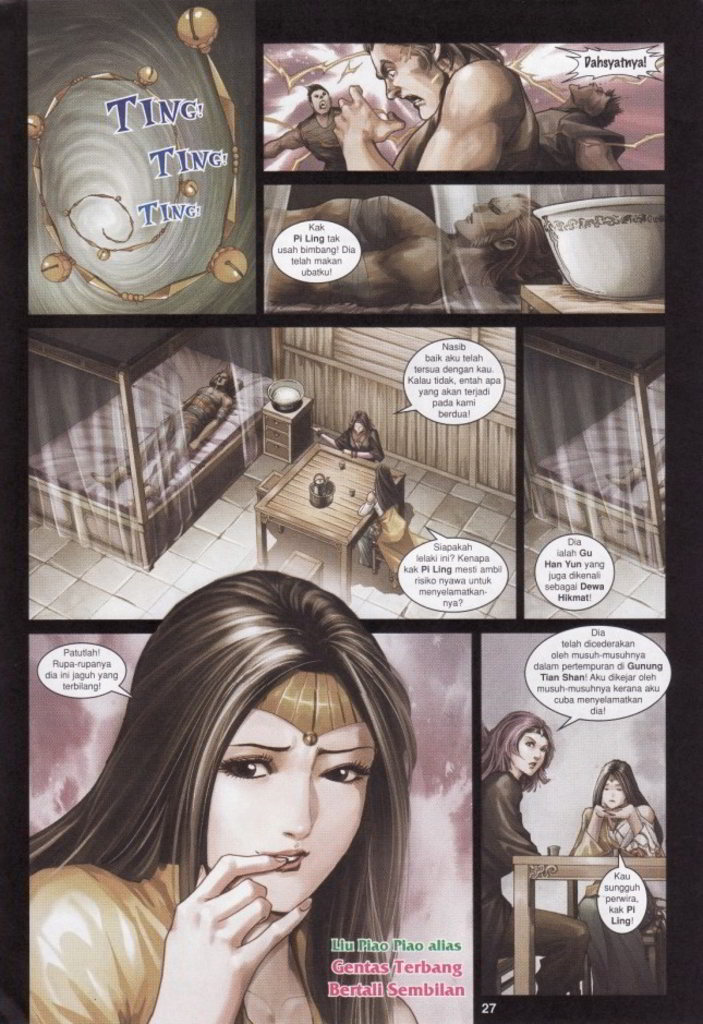 TING!
TING!
TING!
Dahsyatnya!
Kak
Pi Ling tak
usah bimbang! Dia
telah makan
ubatku!
Nasib
baik aku telah
tersua dengan kau.
Kalau tidak, entah apa
yang akan terjadi
pada kami
berdua!
Siapakah
lelaki ini? Kenapa
kak Pi Ling mesti ambil
risiko nyawa untuk
menyelamatkan-
nya?
Dia
ialah Gu
Han Yun yang
juga dikenali
sebagai Dewa
Hikmat!
Patutlah!
Rupa-rupanya
dia ini jaguh yang
terbilang!
Dia
telah dicederakan
oleh musuh-musuhnya
dalam pertempuran di Gunung
Tian Shan! Aku dikejar oleh
musuh-musuhnya kerana aku
cuba menyelamatkan
dia!
Kau
sungguh
perwira,
kak Pi
Ling!
Liu Piao Piao alias
Gentas Terbang
Bertali Sembilan
27